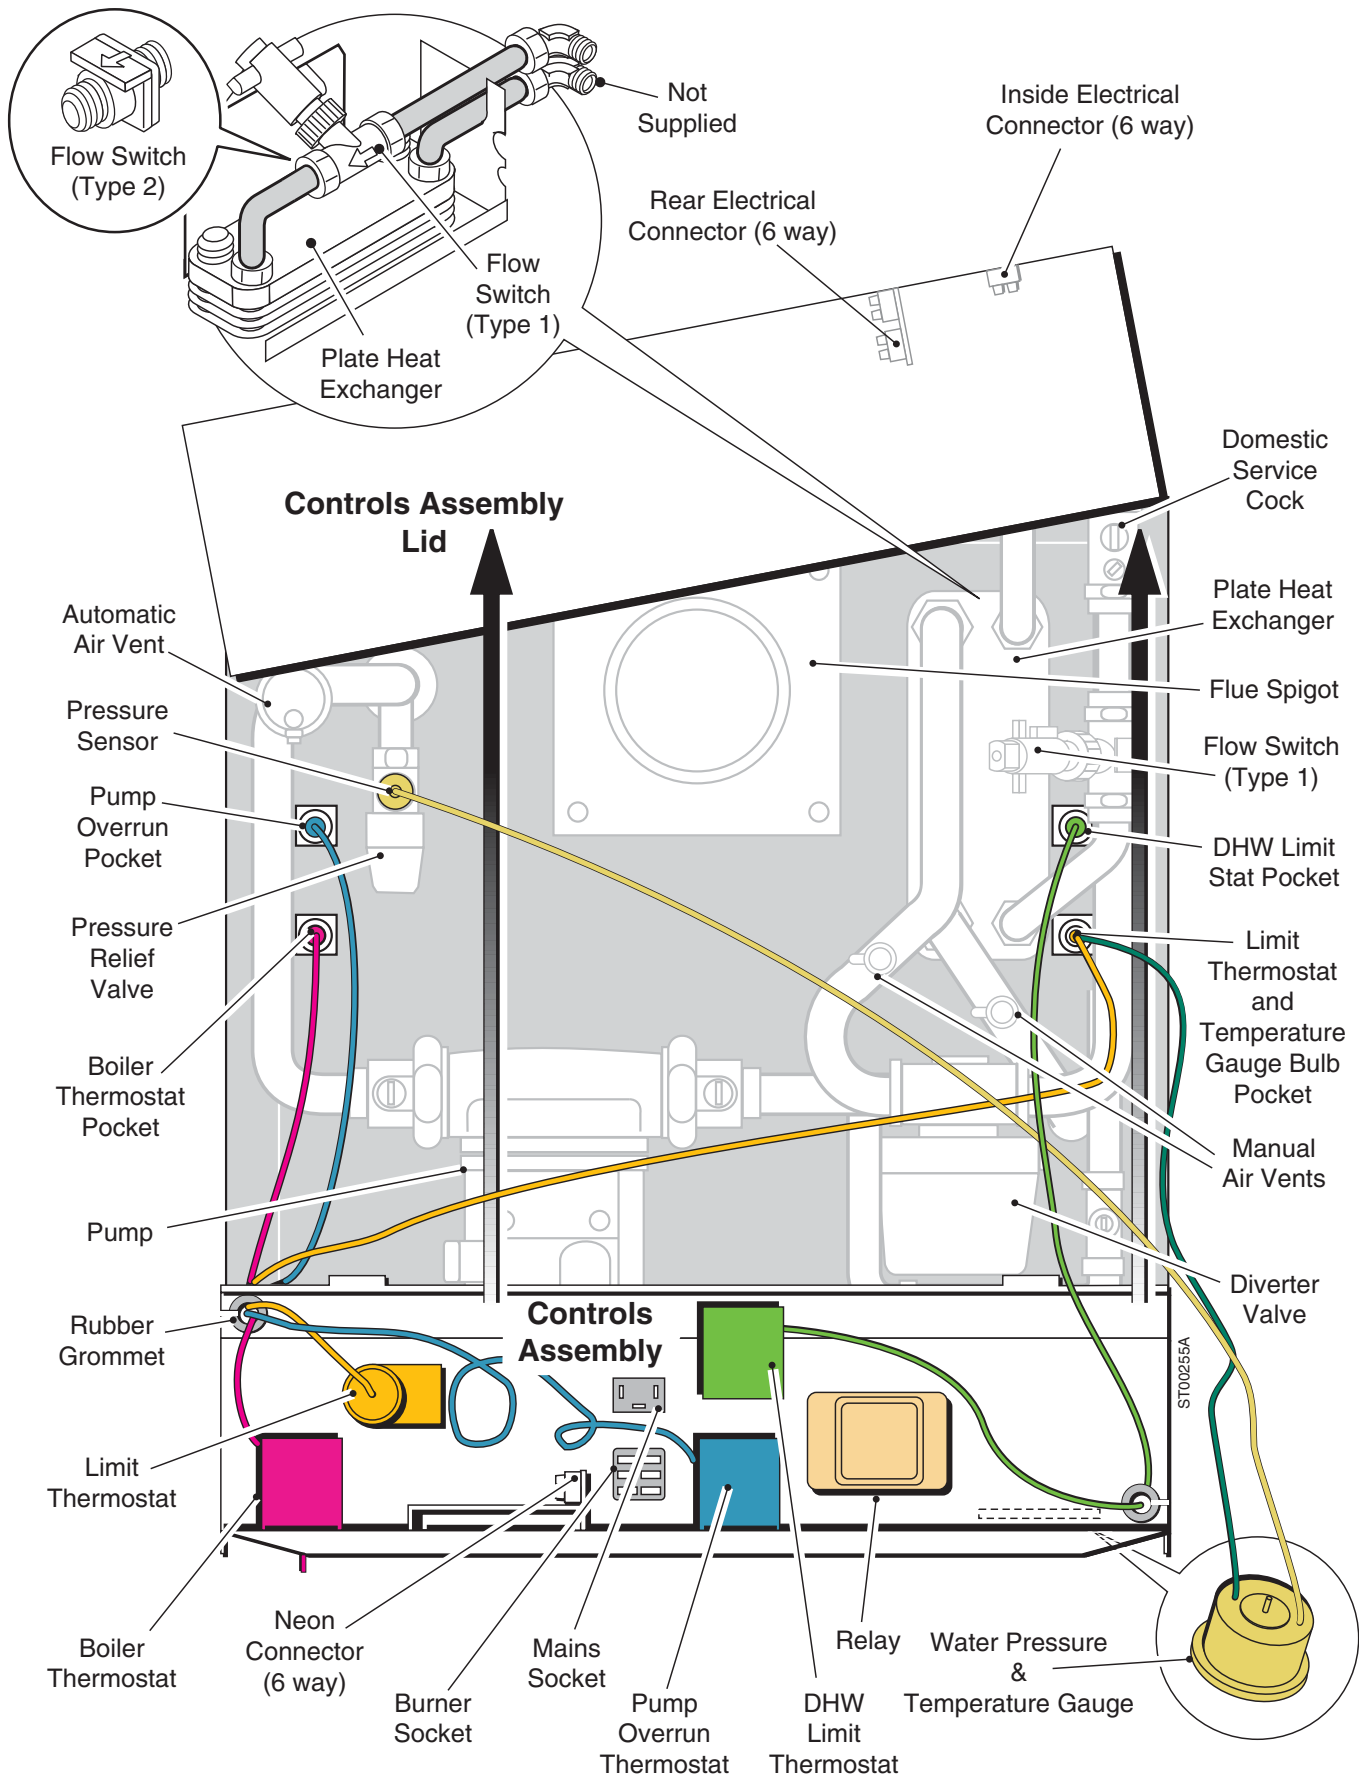 Flow Switch
(Type 2)
Not
Supplied
Inside Electrical
Connector (6 way)
Rear Electrical
Connector (6 way)
Flow
Switch
(Type 1)
Plate Heat
Exchanger
Domestic
Service
Cock
Controls Assembly
Lid
Automatic
Air Vent
Plate Heat
Exchanger
Pressure
Sensor
Flue Spigot
Flow Switch
(Type 1)
Pump
Overrun
Pocket
DHW Limit
Stat Pocket
Pressure
Relief
Valve
Limit
Thermostat
and
Temperature
Gauge Bulb
Pocket
Boiler
Thermostat
Pocket
Manual
Air Vents
Pump
Diverter
Valve
Rubber
Grommet
Controls
Assembly
ST00255A
Limit
Thermostat
Boiler
Thermostat
Neon
Connector
(6 way)
Burner
Socket
Mains
Socket
Pump
Overrun
Thermostat
DHW
Limit
Thermostat
Relay
Water Pressure
&
Temperature Gauge